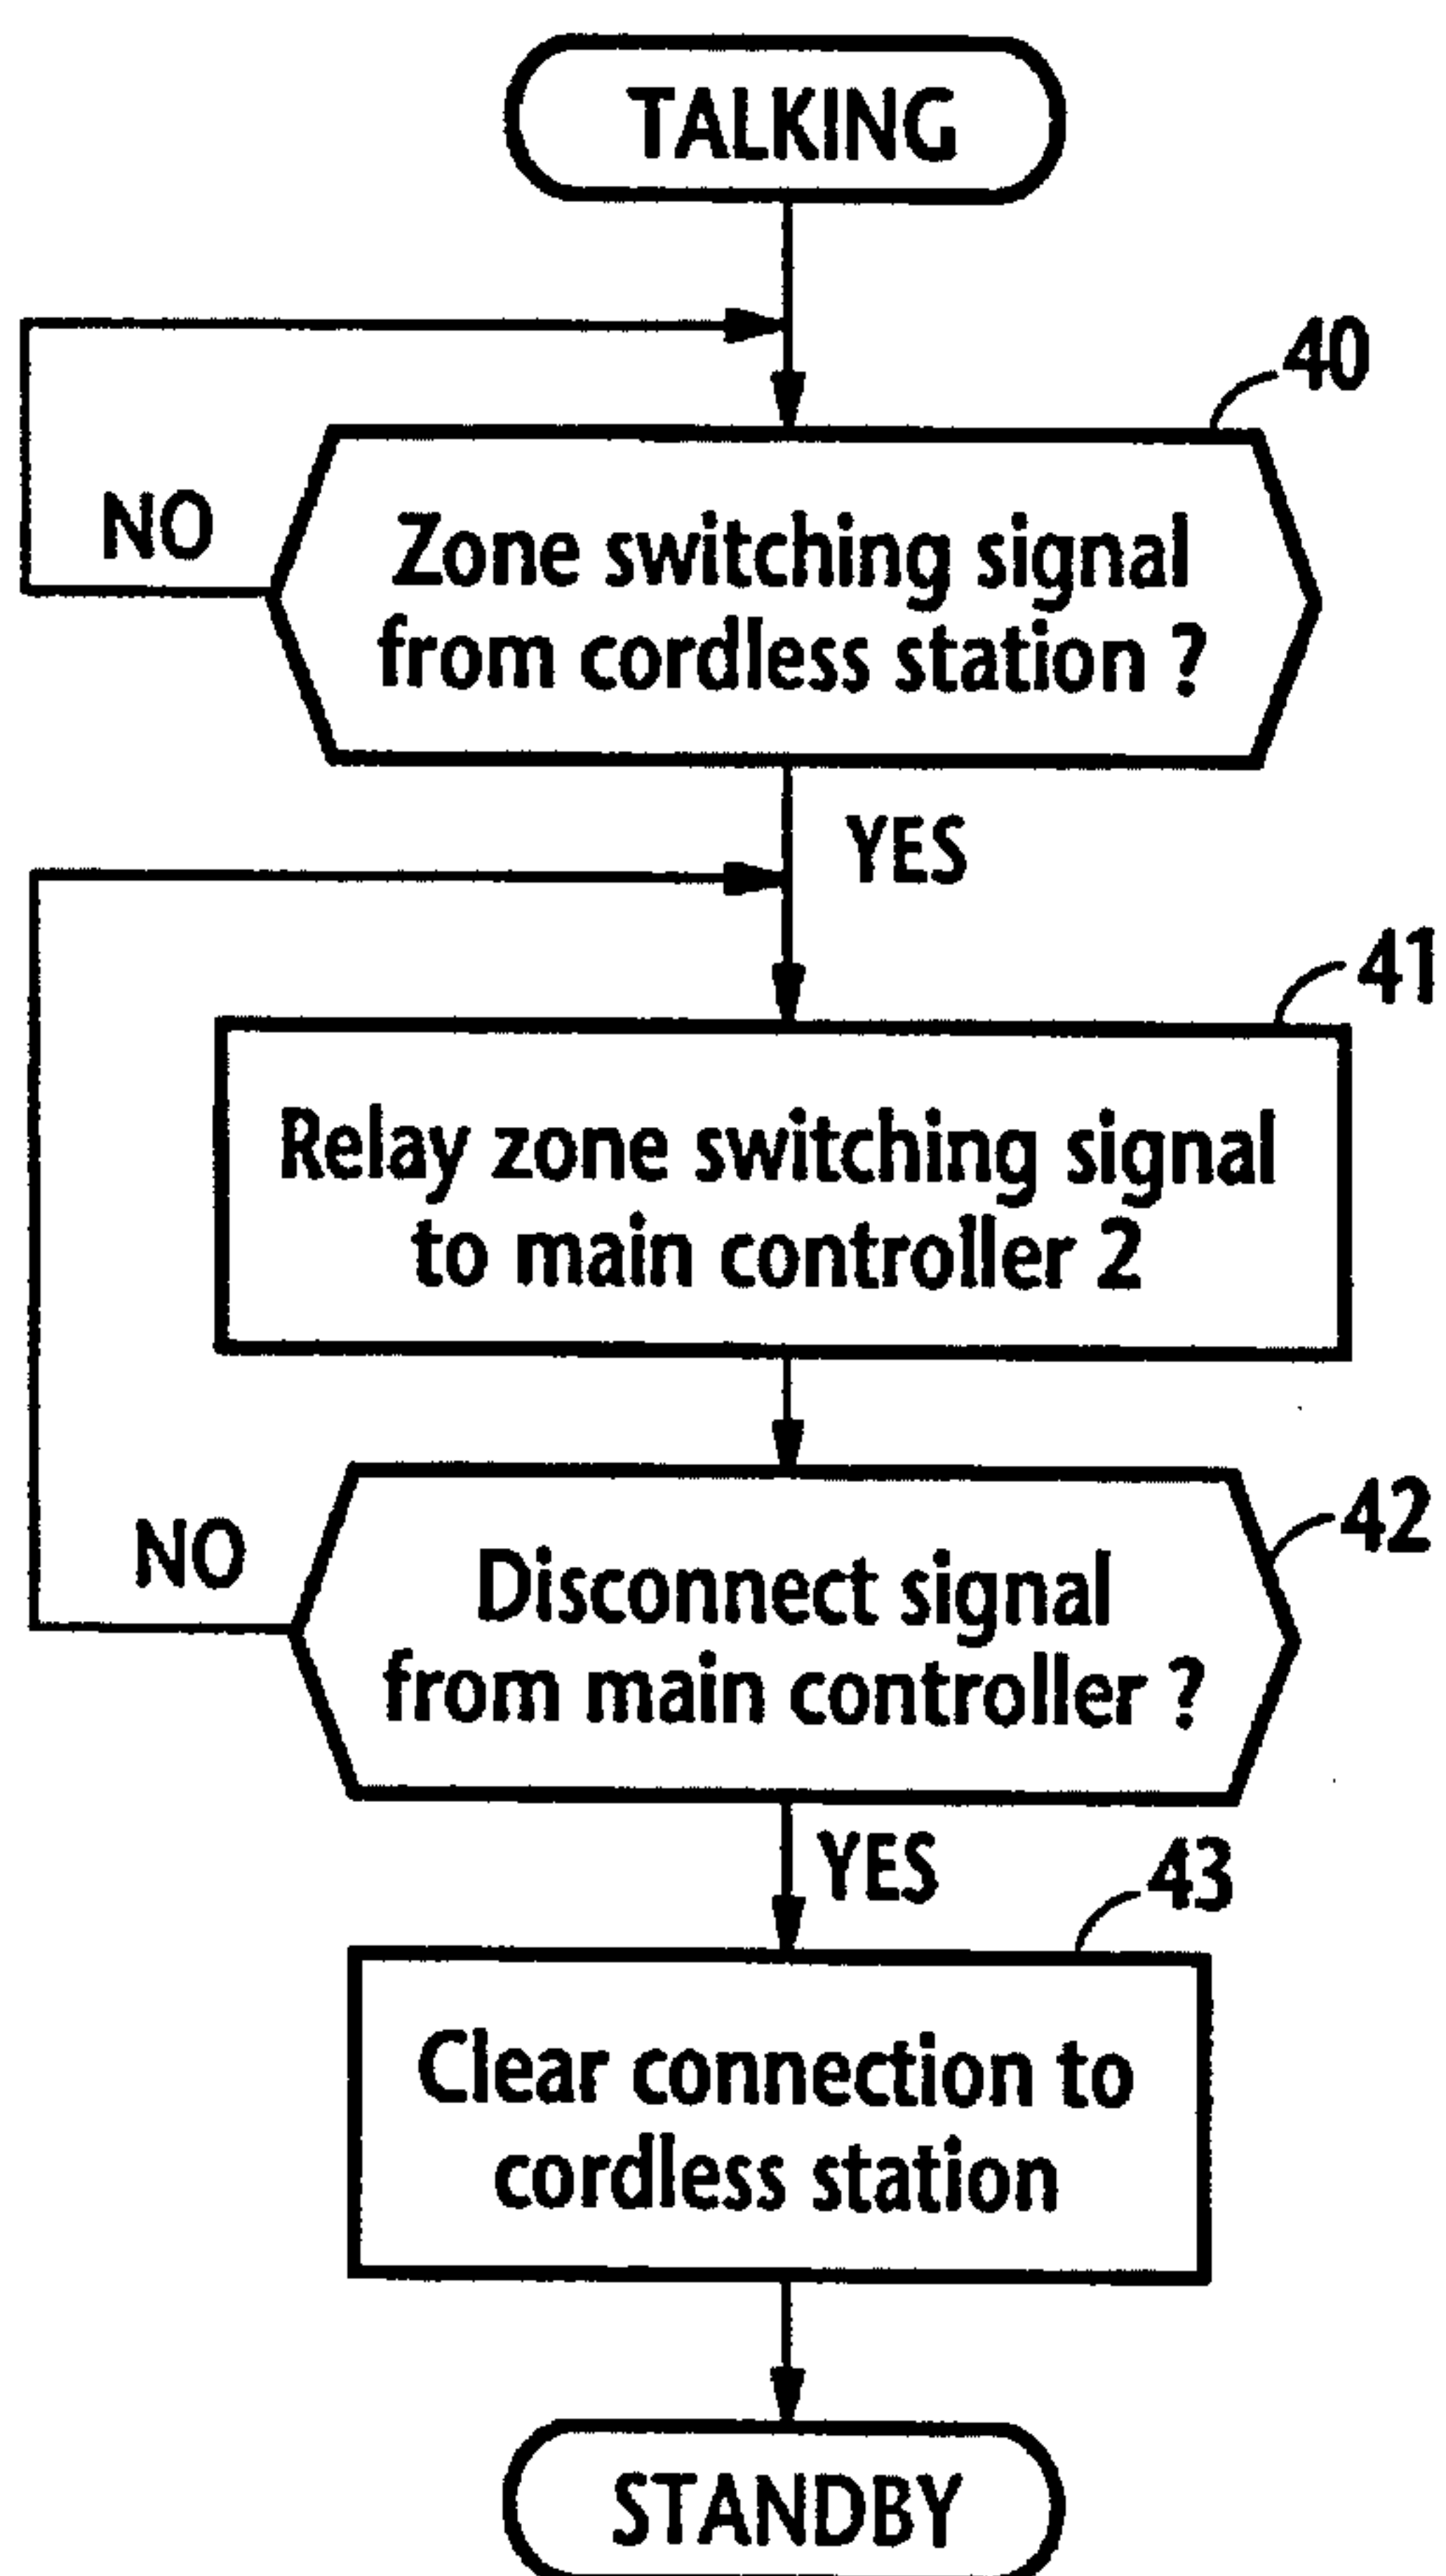 TALKING
40
NO
Zone switching signal
from cordless station ?
YES
41
Relay zone switching signal
to main controller 2
42
NO
Disconnect signal
from main controller ?
YES
43
Clear connection to
cordless station
STANDBY